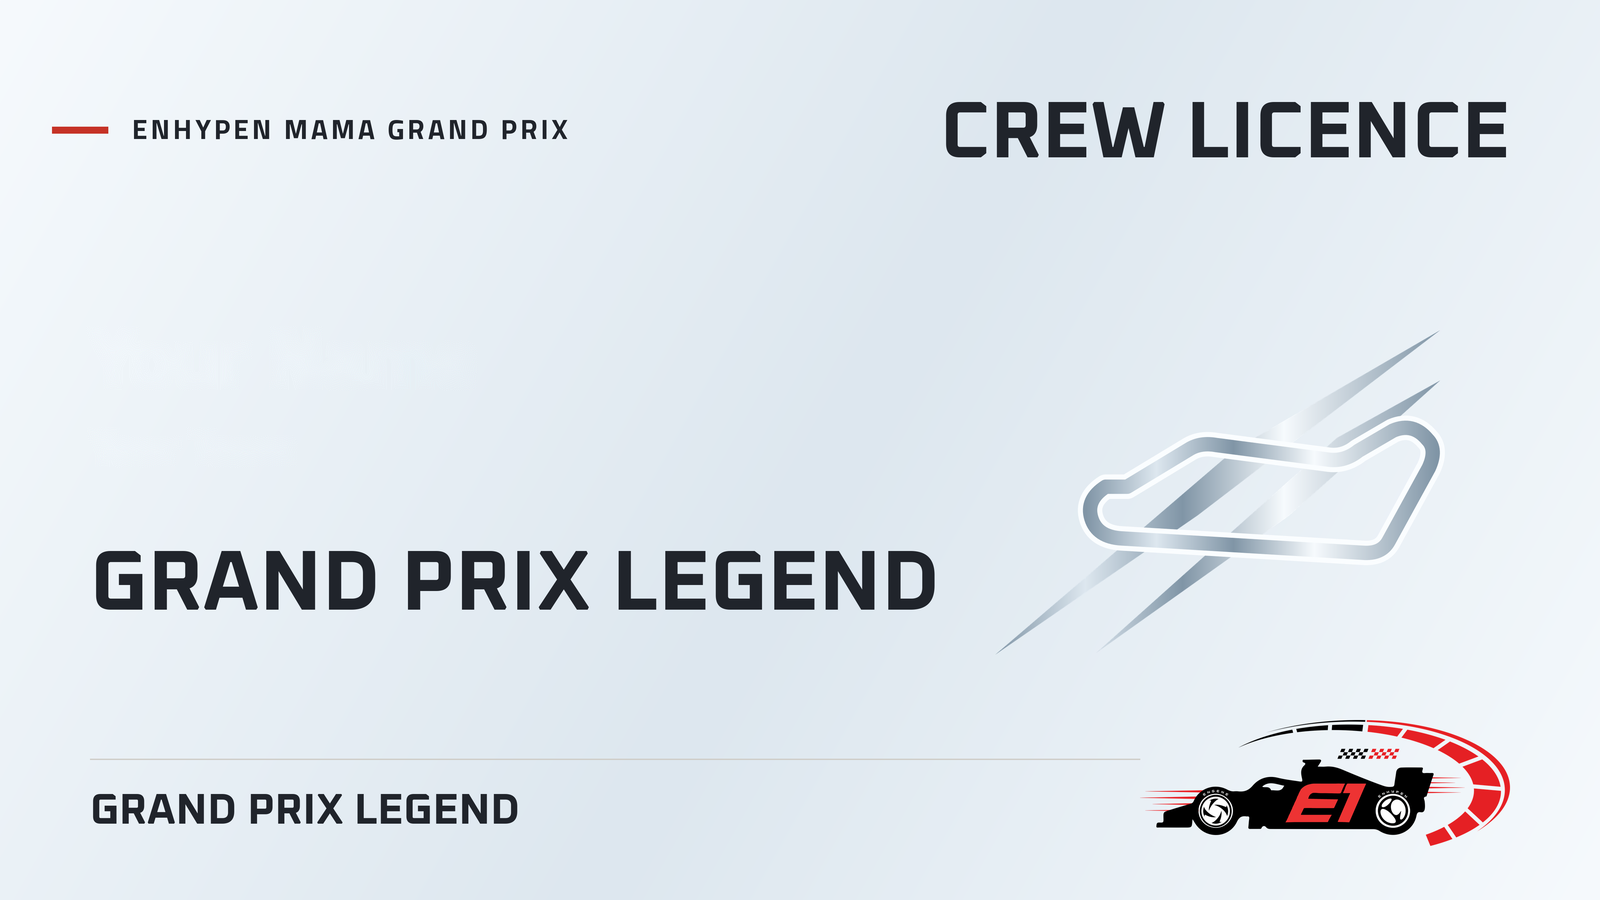 ENHYPEN MAMA GRAND PRIX
CREW LICENCE
GRAND PRIX LEGEND
GRAND PRIX LEGEND
E1